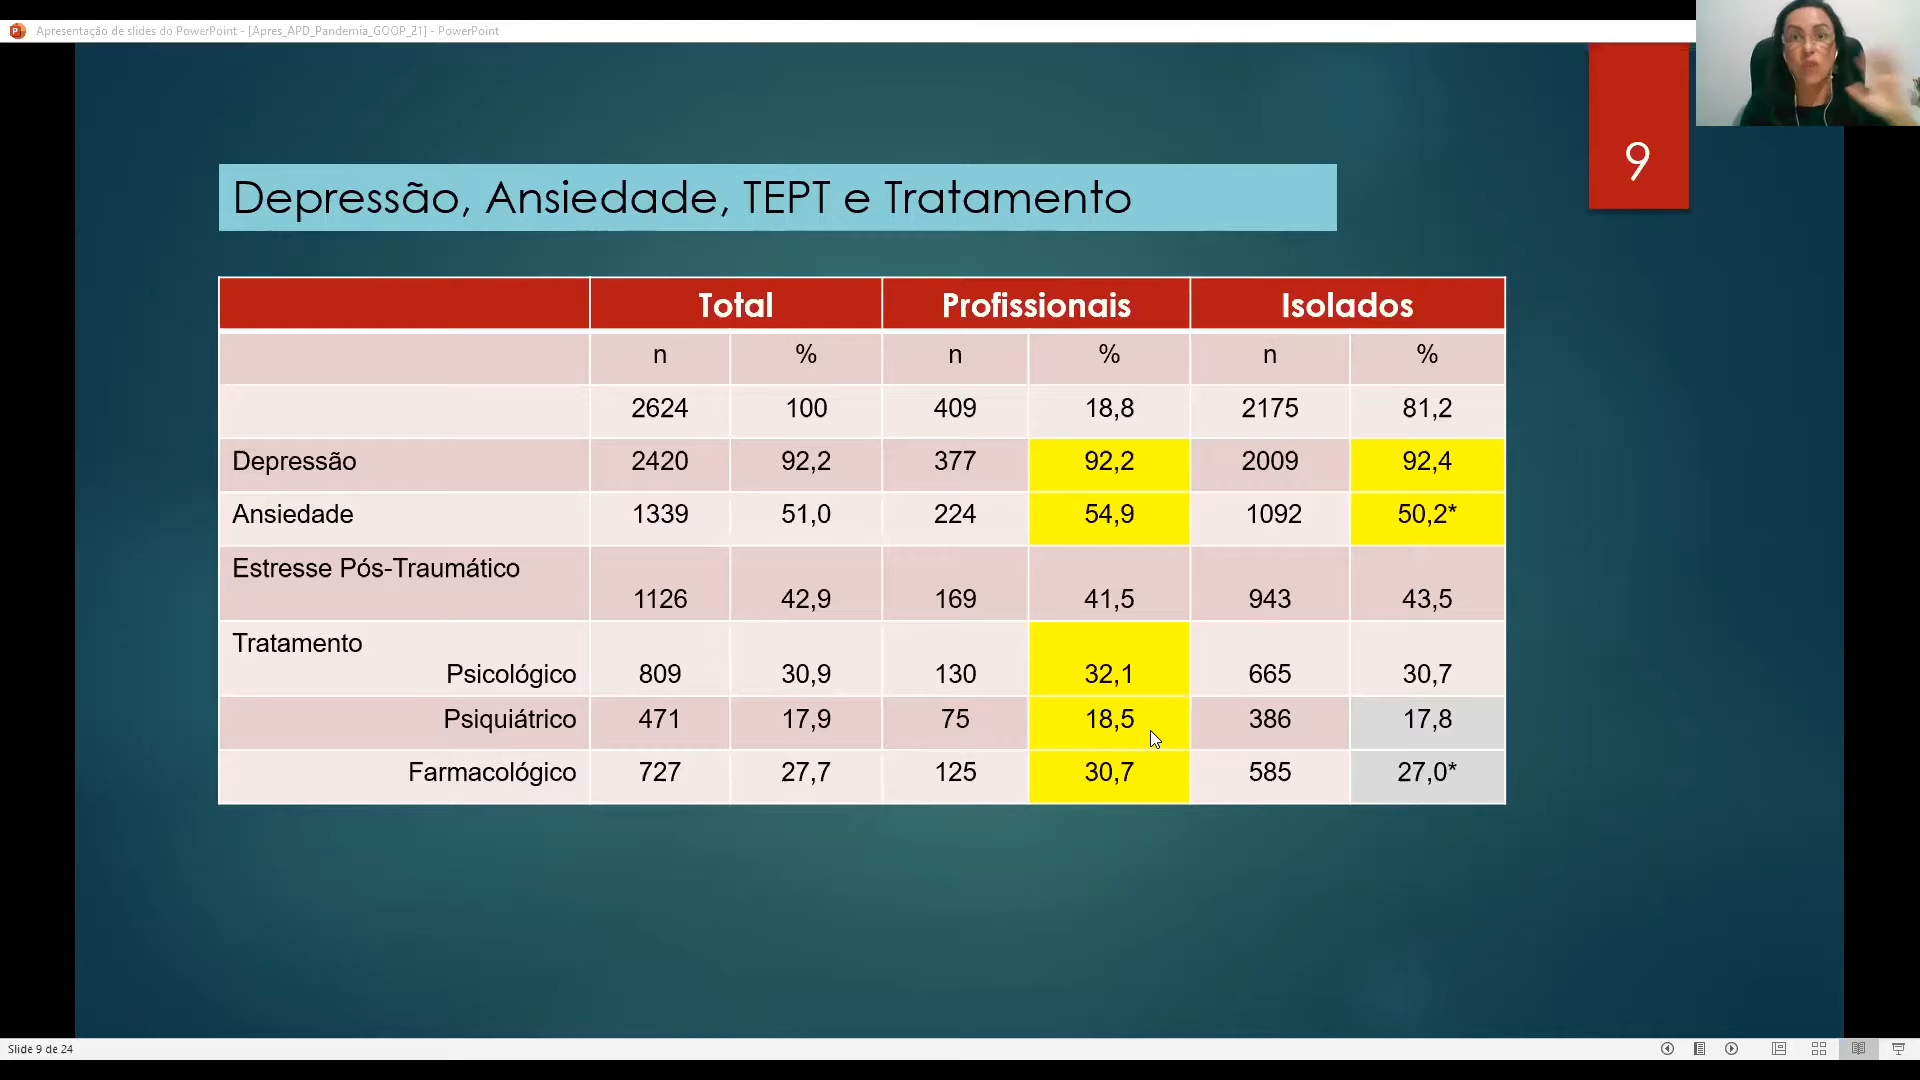 Apresentação de slides do PowerPoint - [Apres_APD_Pandemia_GOOP_21] - PowerPoint
9
Depressão, Ansiedade, TEPT e Tratamento
Total Profissionais Isolados
n % n % n %
2624 100 409 18,8 2175 81,2
Depressão 2420 92,2 377 92,2 2009 92,4
Ansiedade 1339 51,0 224 54,9 1092 50,2*
Estresse Pós-Traumático
1126 42,9 169 41,5 943 43,5
Tratamento
Psicológico 809 30,9 130 32,1 665 30,7
Psiquiátrico 471 17,9 75 18,5 386 17,8
Farmacológico 727 27,7 125 30,7 585 27,0*
Slide 9 de 24